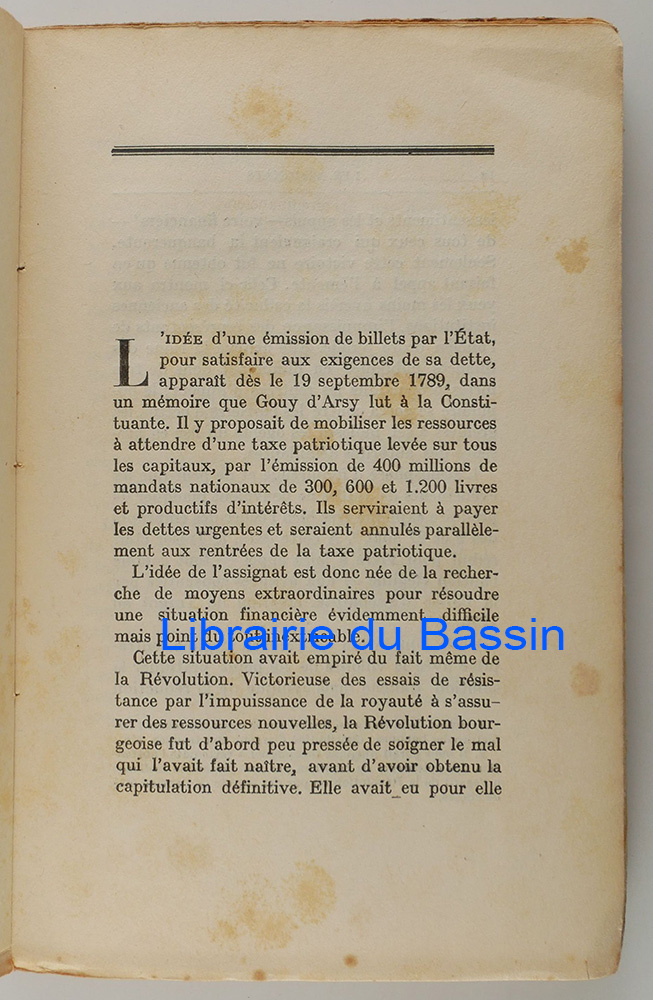 L'IDÉE d'une émission de billets par l'État,
pour satisfaire aux exigences de sa dette,
apparaît dès le 19 septembre 1789, dans
un mémoire que Gouy d'Arsy lut à la Consti-
tuante. Il y proposait de mobiliser les ressources
à attendre d'une taxe patriotique levée sur tous
les capitaux, par l'émission de 400 millions de
mandats nationaux de 300, 600 et 1.200 livres
et productifs d'intérêts. Ils serviraient à payer
les dettes urgentes et seraient annulés parallèle-
ment aux rentrées de la taxe patriotique.
L'idée de l'assignat est donc née de la recher-
che de moyens extraordinaires pour résoudre
une situation financière évidemment difficile
mais point du tout inextricable.
Librairie du Bassin
Cette situation avait empiré du fait même de
la Révolution. Victorieuse des essais de résis-
tance par l'impuissance de la royauté à s'assu-
rer des ressources nouvelles, la Révolution bour-
geoise fut d'abord peu pressée de soigner le mal
qui l'avait fait naître, avant d'avoir obtenu la
capitulation définitive. Elle avait eu pour elle